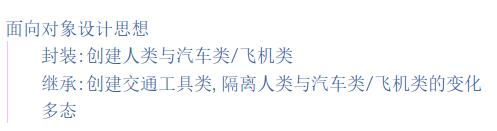 面向对象设计思想
封装:创建人类与汽车类/飞机类
继承:创建交通工具类,隔离人类与汽车类/飞机类的变化
多态